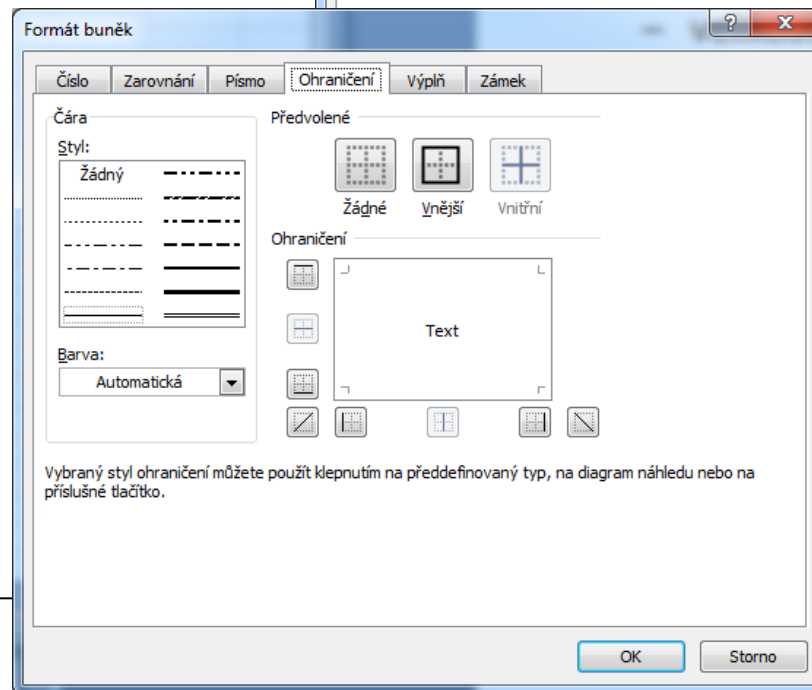 Formát buněk
Číslo Zarovnání Písmo Ohraničení Výplň Zámek
Čára
Styl:
Žádný
Barva:
Automatická
Předvolené
Žádné Vnější Vnitřní
Ohraničení
Text
Vybraný styl ohraničení můžete použít klepnutím na předdefinovaný typ, na diagram náhledu nebo na
příslušné tlačítko.
OK Storno